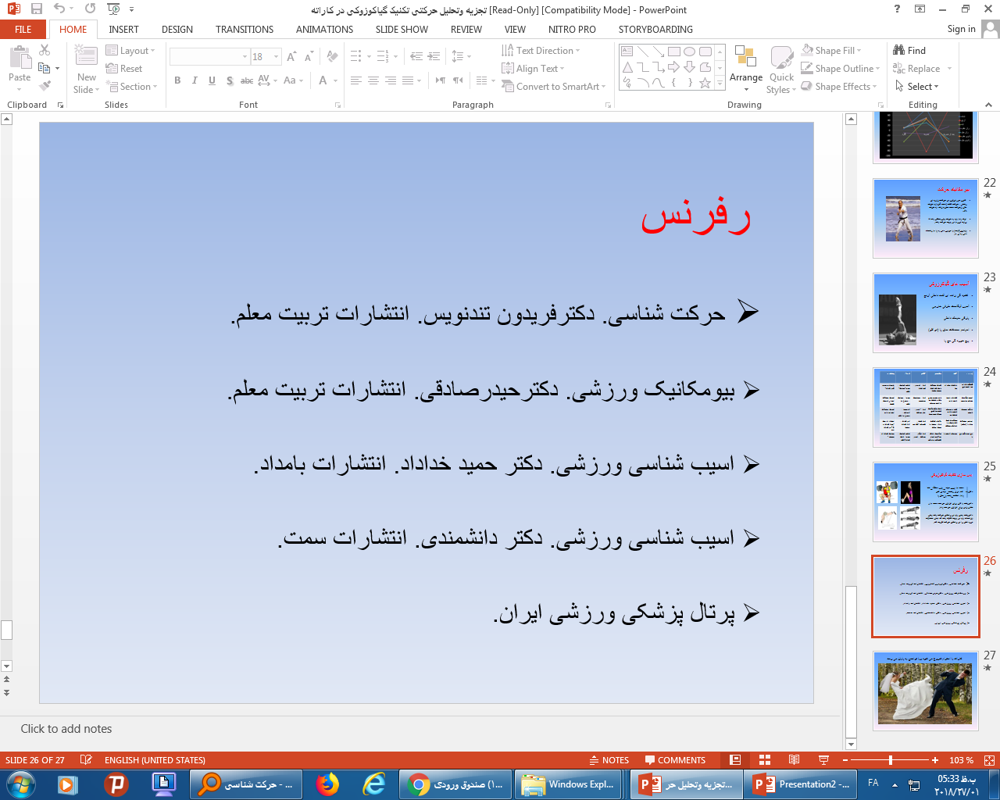 تجزیه وتحلیل حرکتی تکنیک گیاکوزوکی در کاراته [Read-Only] [Compatibility Mode] - PowerPoint
FILE HOME INSERT DESIGN TRANSITIONS ANIMATIONS SLIDE SHOW REVIEW VIEW NITRO PRO STORYBOARDING Sign in
Paste New Slide Layout Reset Section
18
B I U S abc AV Aa A
Text Direction Align Text Convert to SmartArt
Arrange Quick Styles Shape Fill Shape Outline Shape Effects
Find Replace Select
Clipboard Slides Font Paragraph Drawing Editing
رفرنس
حرکت شناسی. دکترفریدون تندنویس. انتشارات تربیت معلم.
بیومکانیک ورزشی. دکترحیدرصادقی. انتشارات تربیت معلم.
اسیب شناسی ورزشی. دکتر حمید خداداد. انتشارات بامداد.
اسیب شناسی ورزشی. دکتر دانشمندی. انتشارات سمت.
پرتال پزشکی ورزشی ایران.
22
23
24
25
26
رفرنس
27
Click to add notes
SLIDE 26 OF 27 ENGLISH (UNITED STATES) NOTES COMMENTS 103 %
حرکت شناسی - ...
صندوق ورودی (۱...
Windows Expl...
تجزیه وتحلیل حر...
Presentation2 -...
FA
ب.ظ 05:33
۲۰۱۸/۲۷/۰۱